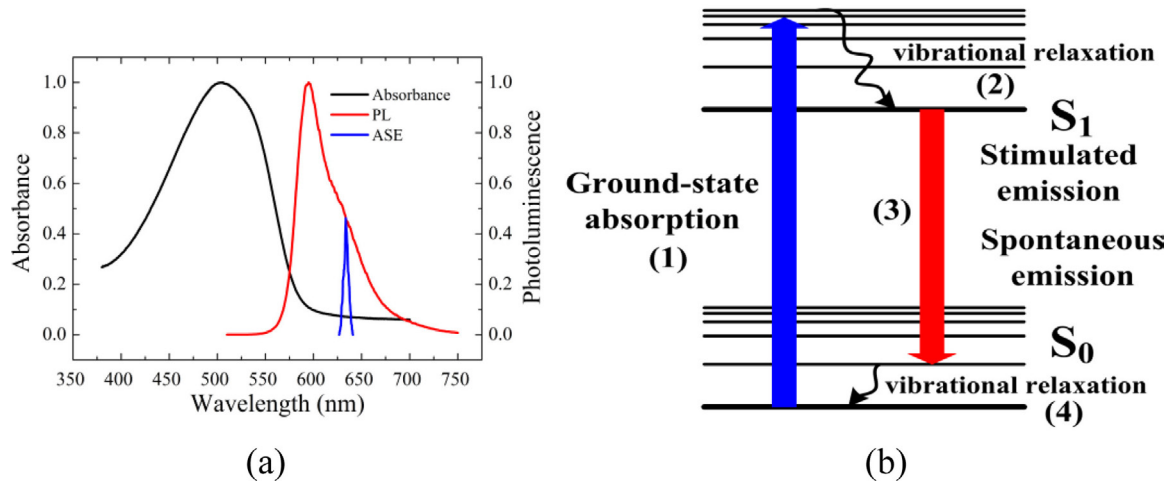 1.0
0.8
0.6
0.4
0.2
0.0
Absorbance
1.0
0.8
0.6
0.4
0.2
0.0
Photoluminescence
Absorbance
PL
ASE
350 400 450 500 550 600 650 700 750
Wavelength (nm)
(a)
vibrational relaxation
(2)
S1
Stimulated
emission
Ground-state
absorption
(1)
(3)
Spontaneous
emission
S0
vibrational relaxation
(4)
(b)